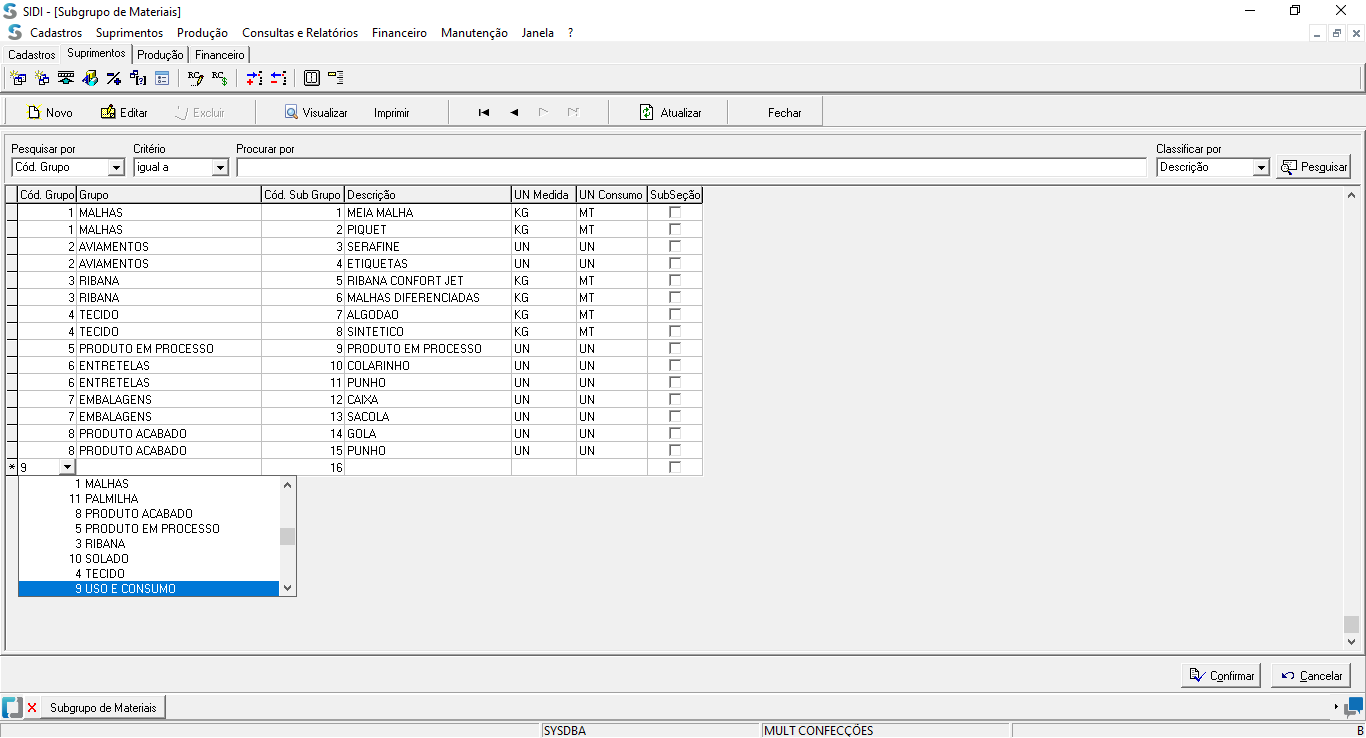 SIDI - [Subgrupo de Materiais]
Cadastros Suprimentos Produção Consultas e Relatórios Financeiro Manutenção Janela ?
Cadastros Suprimentos Produção Financeiro
Novo Editar Excluir Visualizar Imprimir Atualizar Fechar
Pesquisar por Critério Procurar por Classificar por
Cód. Grupo igual a Descrição Pesquisar
Cód. Grupo Grupo Cód. Sub Grupo Descrição UN Medida UN Consumo SubSeção
1 MALHAS 1 MEIA MALHA KG MT
1 MALHAS 2 PIQUET KG MT
2 AVIAMENTOS 3 SERAFINE UN UN
2 AVIAMENTOS 4 ETIQUETAS UN UN
3 RIBANA 5 RIBANA CONFORT JET KG MT
3 RIBANA 6 MALHAS DIFERENCIADAS KG MT
4 TECIDO 7 ALGODAO KG MT
4 TECIDO 8 SINTETICO KG MT
5 PRODUTO EM PROCESSO 9 PRODUTO EM PROCESSO UN UN
6 ENTRETELAS 10 COLARINHO UN UN
6 ENTRETELAS 11 PUNHO UN UN
7 EMBALAGENS 12 CAIXA UN UN
7 EMBALAGENS 13 SACOLA UN UN
8 PRODUTO ACABADO 14 GOLA UN UN
8 PRODUTO ACABADO 15 PUNHO UN UN
* 9 16
1 MALHAS
11 PALMILHA
8 PRODUTO ACABADO
5 PRODUTO EM PROCESSO
3 RIBANA
10 SOLADO
4 TECIDO
9 USO E CONSUMO
Confirmar Cancelar
Subgrupo de Materiais
SYSDBA MULT CONFECÇÕES B